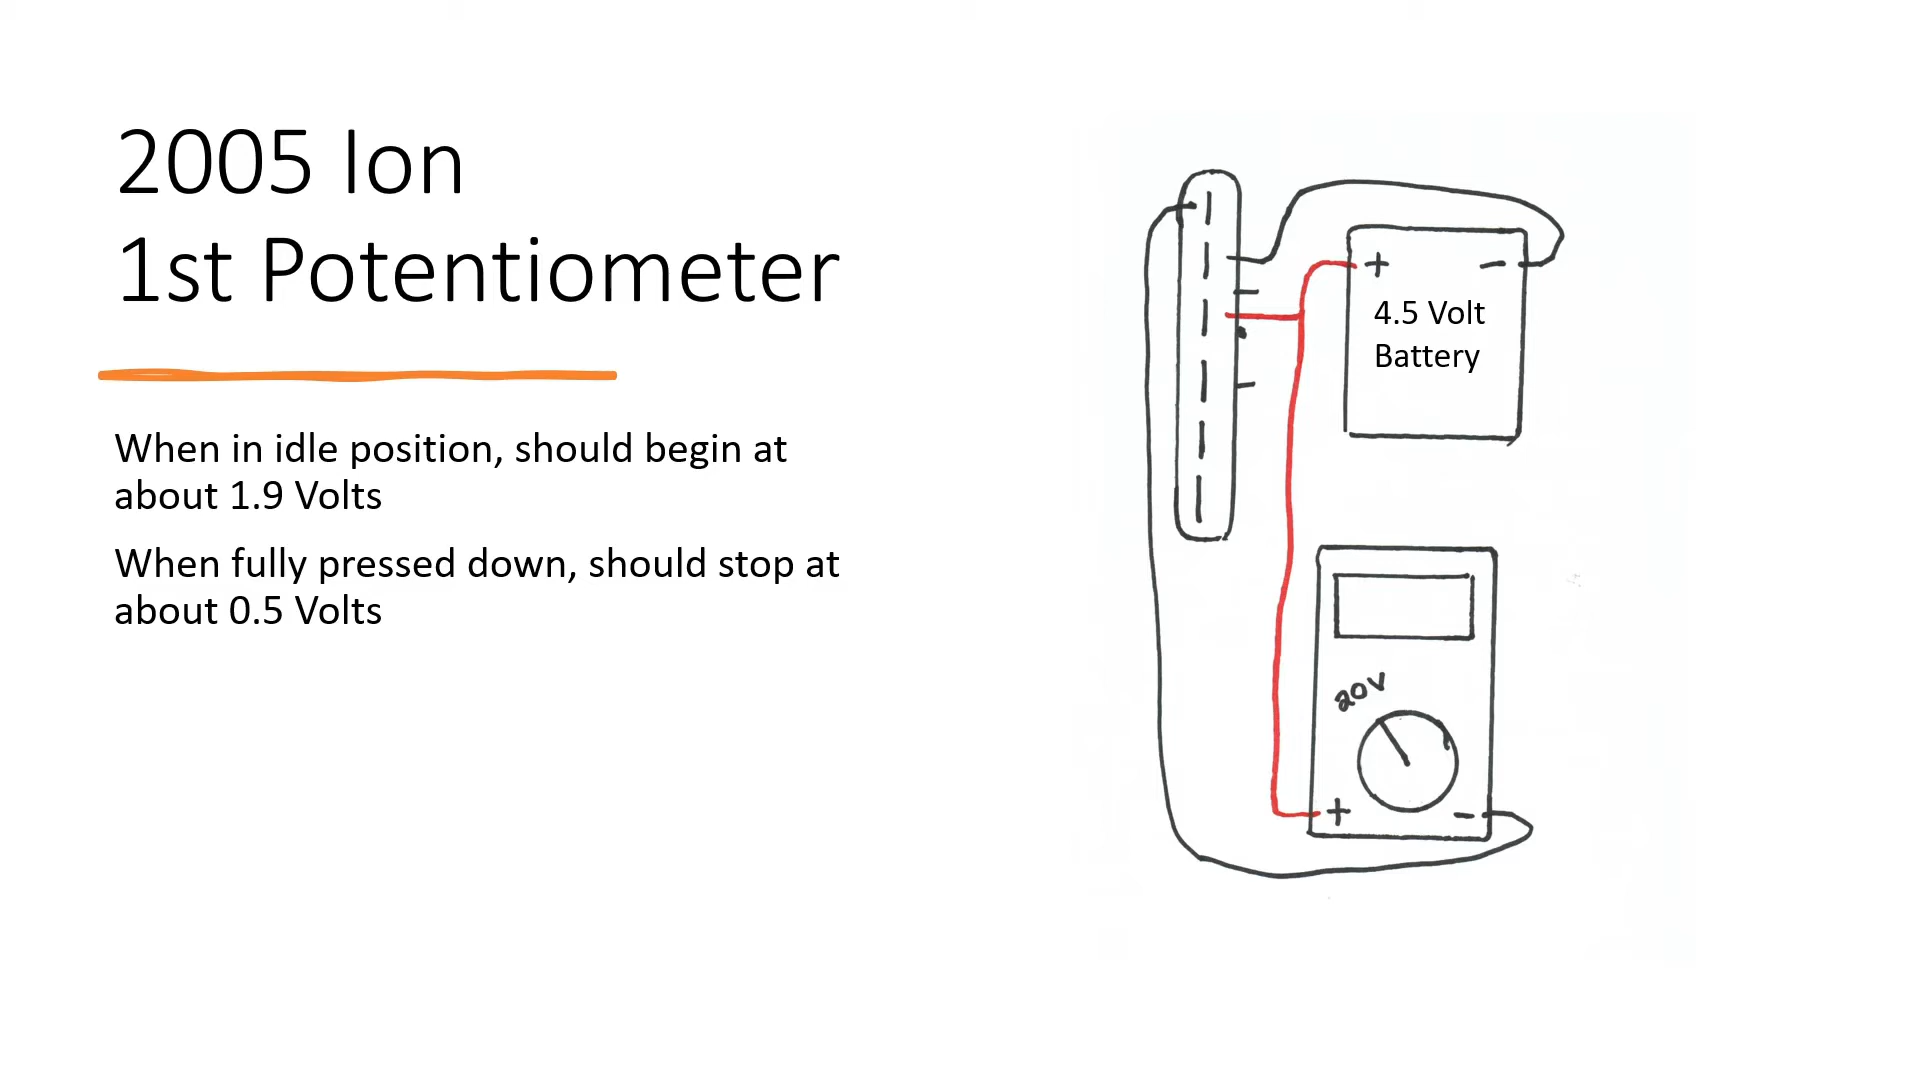 2005 Ion
1st Potentiometer
When in idle position, should begin at
about 1.9 Volts
When fully pressed down, should stop at
about 0.5 Volts
+ -
4.5 Volt
Battery
20V
+ -